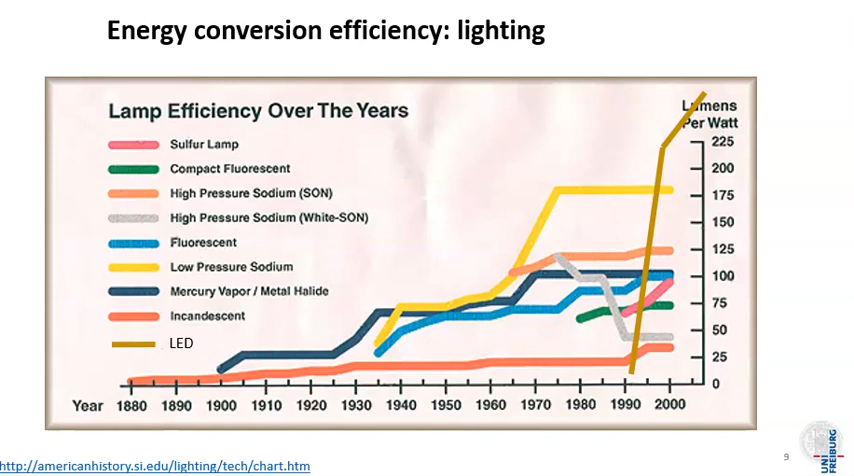 Energy conversion efficiency: lighting
Lamp Efficiency Over The Years
Lumens
Per Watt
Sulfur Lamp
Compact Fluorescent
High Pressure Sodium (SON)
High Pressure Sodium (White-SON)
Fluorescent
Low Pressure Sodium
Mercury Vapor / Metal Halide
Incandescent
LED
225
200
175
150
125
100
75
50
25
0
Year 1880 1890 1900 1910 1920 1930 1940 1950 1960 1970 1980 1990 2000
http://americanhistory.si.edu/lighting/tech/chart.htm
9
UNI
FREIBURG